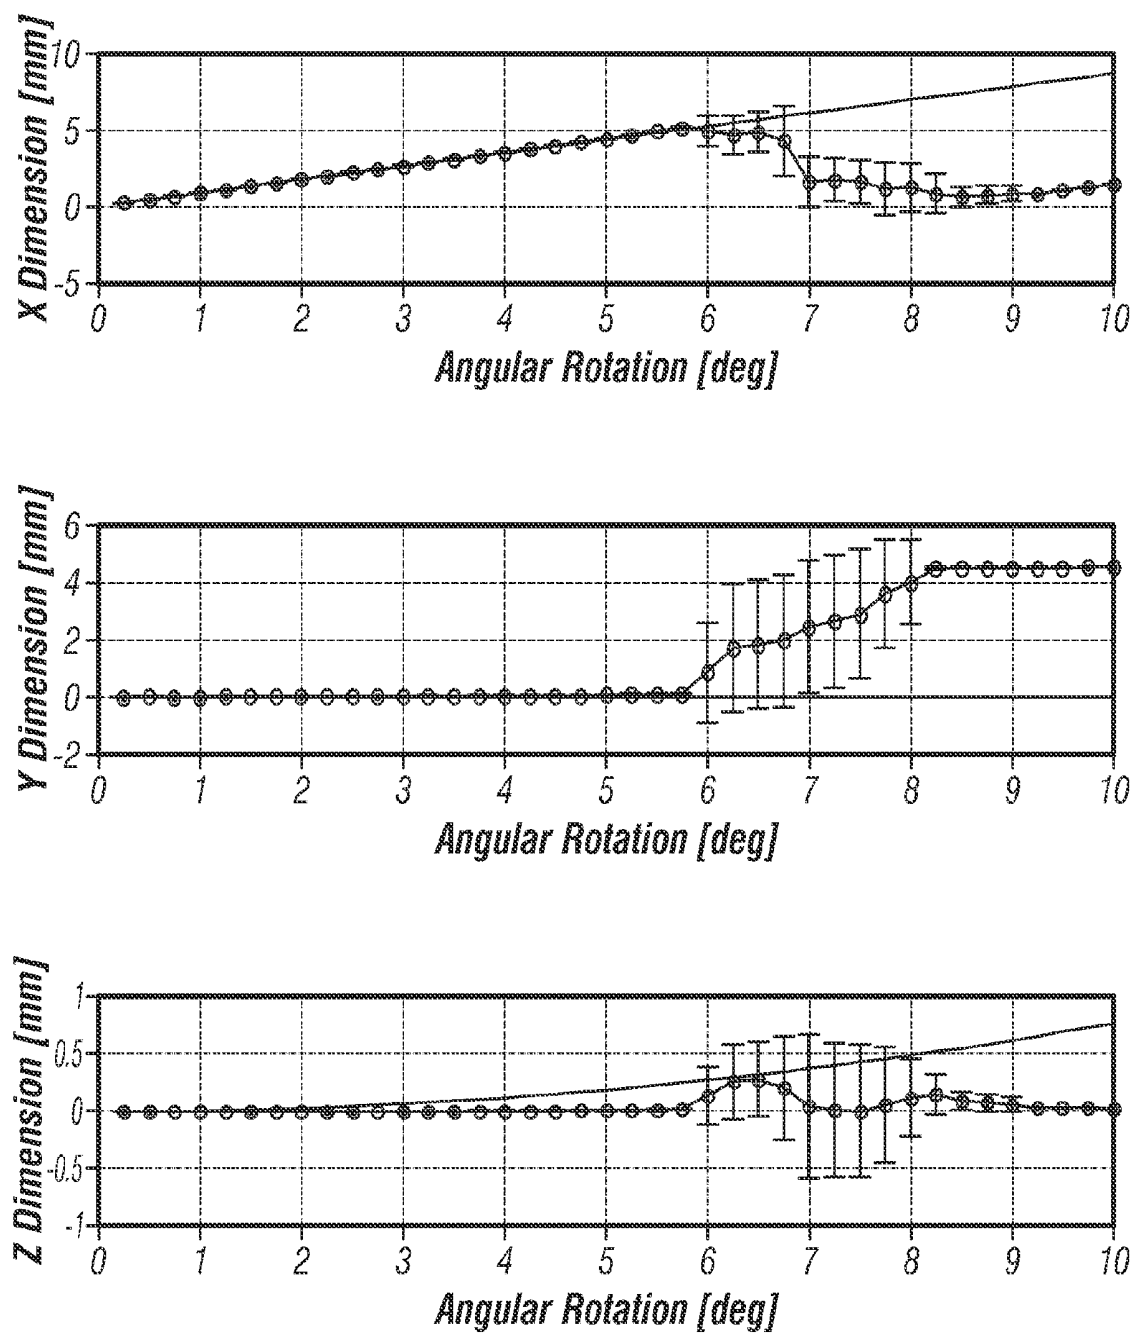 X Dimension [mm]
10
5
0
-5
0 1 2 3 4 5 6 7 8 9 10
Angular Rotation [deg]
Y Dimension [mm]
6
4
2
0
-2
0 1 2 3 4 5 6 7 8 9 10
Angular Rotation [deg]
Z Dimension [mm]
1
0.5
0
-0.5
-1
0 1 2 3 4 5 6 7 8 9 10
Angular Rotation [deg]